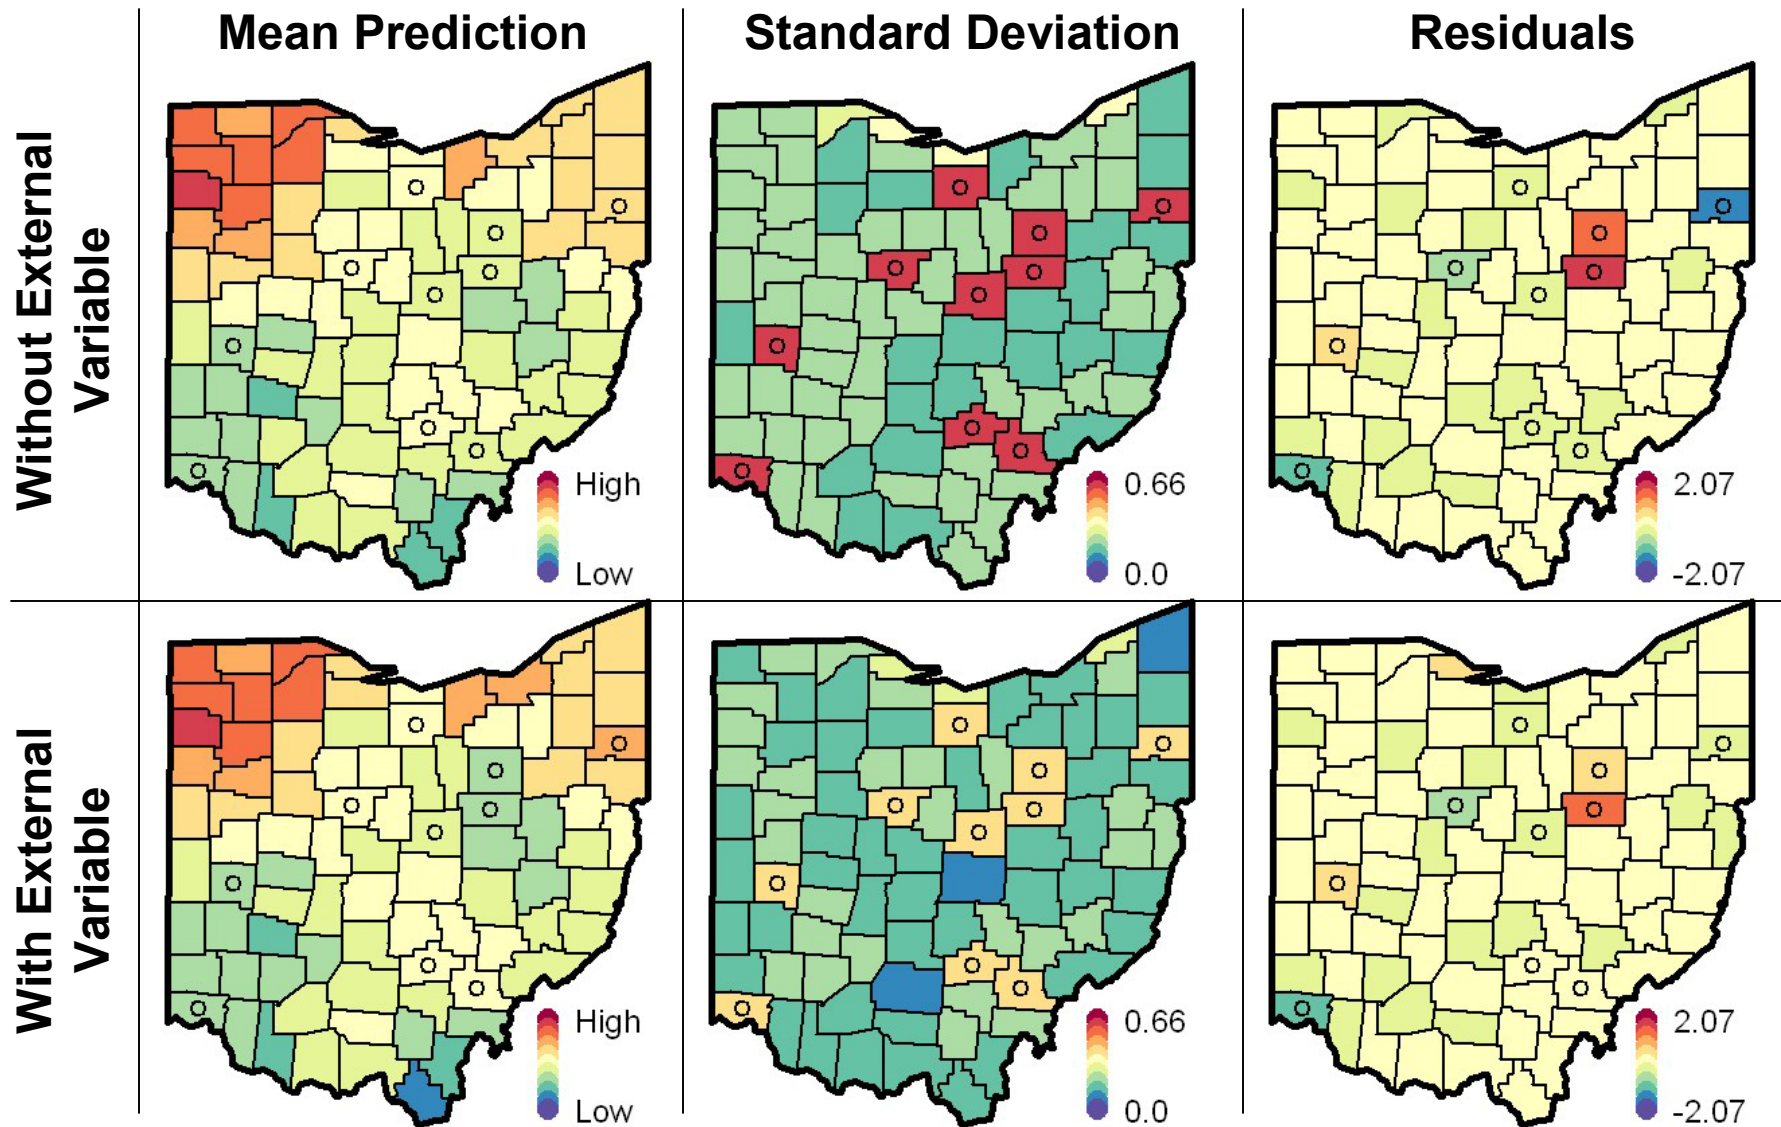 Mean Prediction
Standard Deviation
Residuals
Without External
Variable
High
Low
0.66
0.0
2.07
-2.07
With External
Variable
High
Low
0.66
0.0
2.07
-2.07